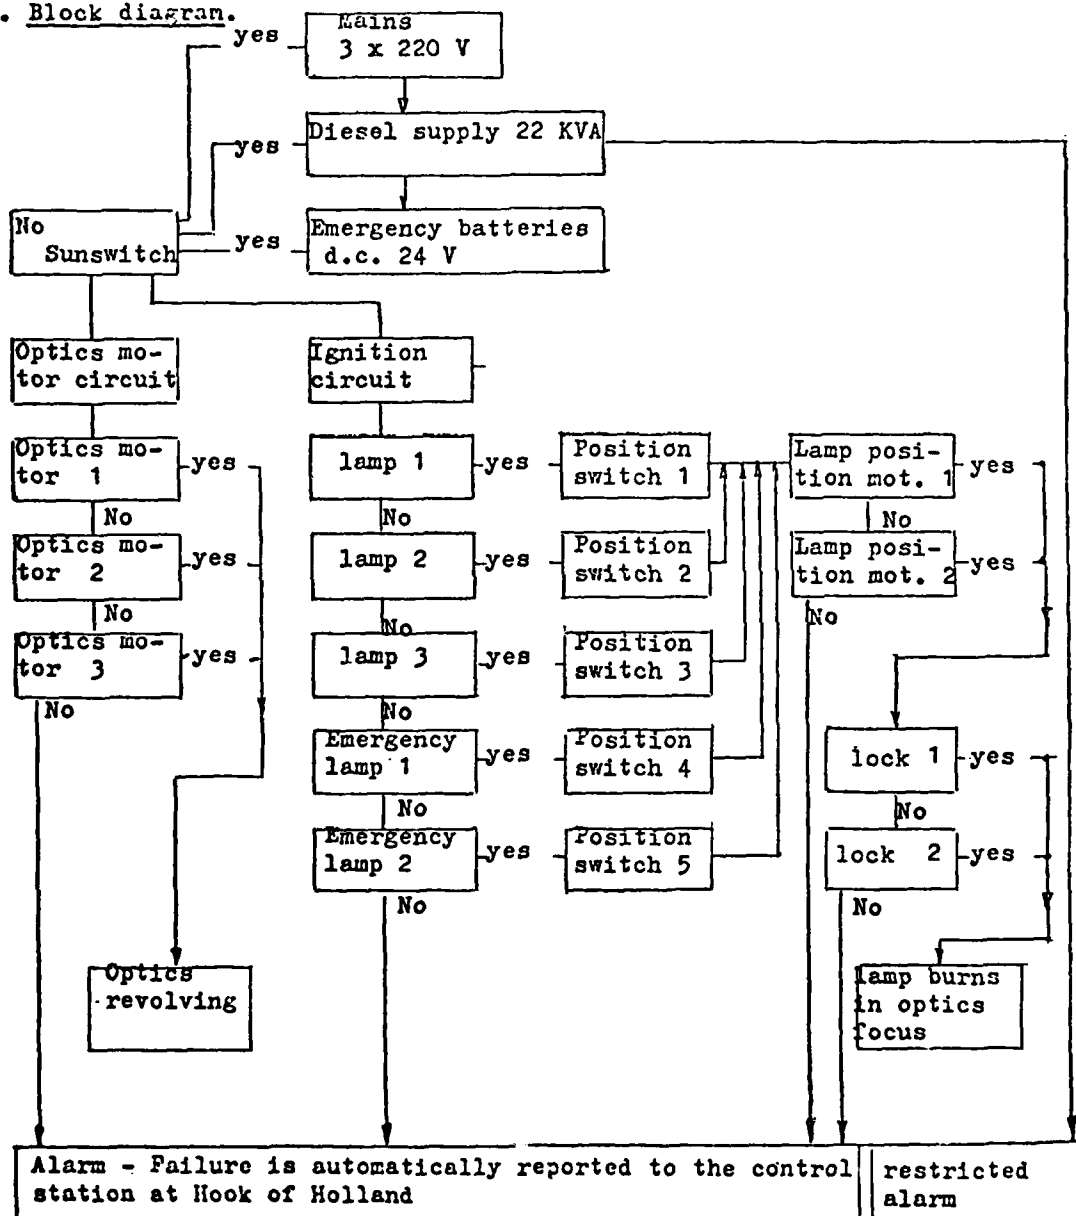 . Block diagram.
Mains
3 x 220 V
yes
Diesel supply 22 KVA
yes
No
Sunswitch
yes
Emergency batteries
d.c. 24 V
Optics mo-
tor circuit
Ignition
circuit
Optics mo-
tor 1
yes
lamp 1
yes
Position
switch 1
Lamp posi-
tion mot. 1
yes
No
No
No
Optics mo-
tor 2
yes
lamp 2
yes
Position
switch 2
Lamp posi-
tion mot. 2
yes
No
No
No
Optics mo-
tor 3
yes
lamp 3
yes
Position
switch 3
No
No
Emergency
lamp 1
yes
Position
switch 4
lock 1
yes
No
No
Emergency
lamp 2
yes
Position
switch 5
lock 2
yes
No
No
Optics
revolving
lamp burns
in optics
focus
Alarm - Failure is automatically reported to the control
station at Hook of Holland
restricted
alarm